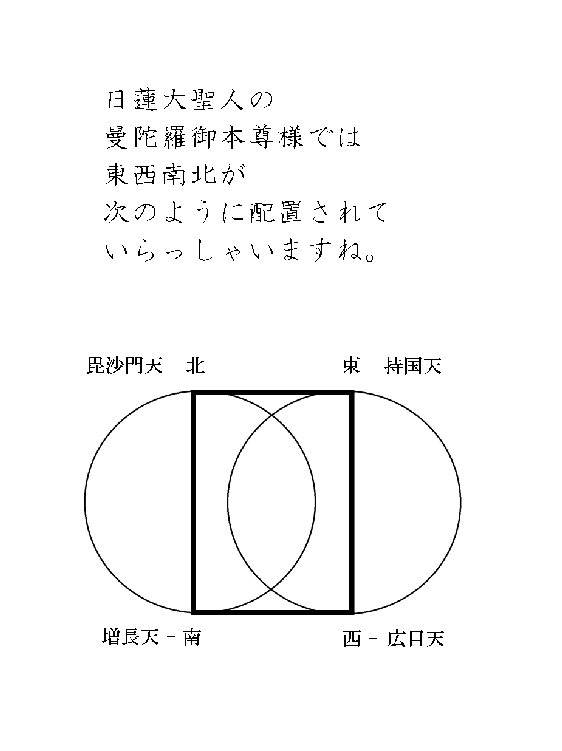 日蓮大聖人の
曼陀羅御本尊様では
東西南北が
次のように配置されて
いらっしゃいますね。
毘沙門天 北 東 持国天
増長天 - 南 西 - 広目天